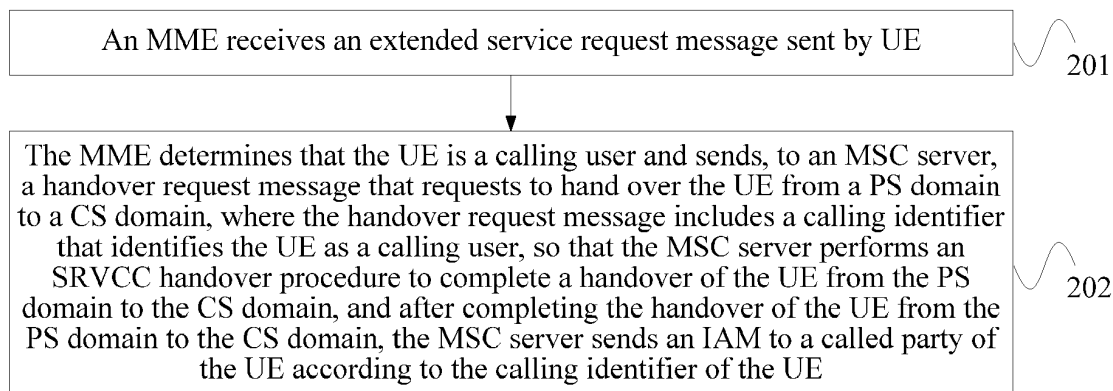 An MME receives an extended service request message sent by UE
201
The MME determines that the UE is a calling user and sends, to an MSC server,
a handover request message that requests to hand over the UE from a PS domain
to a CS domain, where the handover request message includes a calling identifier
that identifies the UE as a calling user, so that the MSC server performs an
SRVCC handover procedure to complete a handover of the UE from the PS
domain to the CS domain, and after completing the handover of the UE from the
PS domain to the CS domain, the MSC server sends an IAM to a called party of
the UE according to the calling identifier of the UE
202